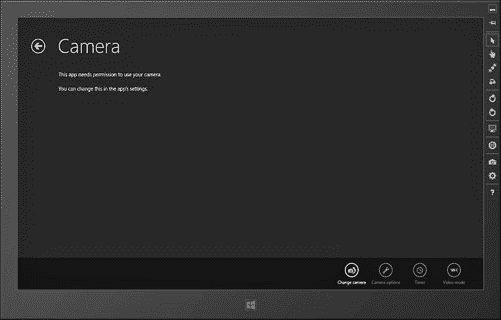 Camera
This app needs permission to use your camera.
You can change this in the app's settings.
Change camera
Camera options
Timer
Video mode
?